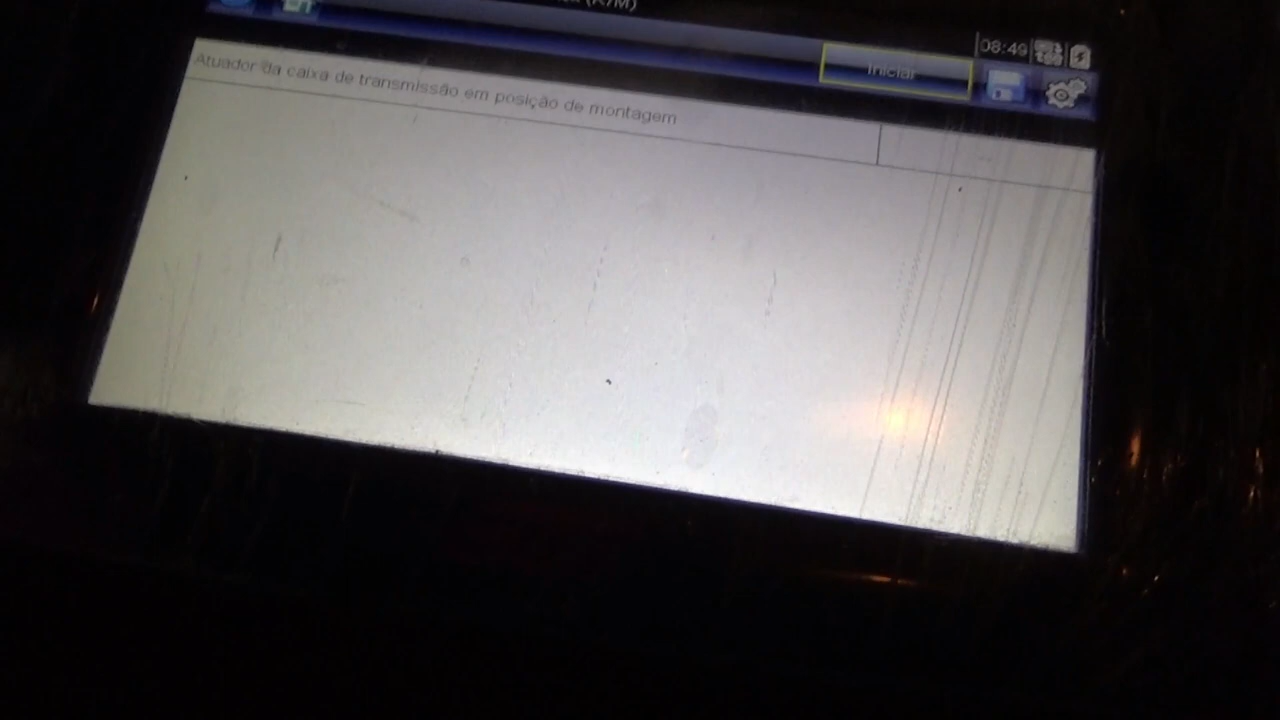 08:49
Iniciar
Atuador da caixa de transmissão em posição de montagem